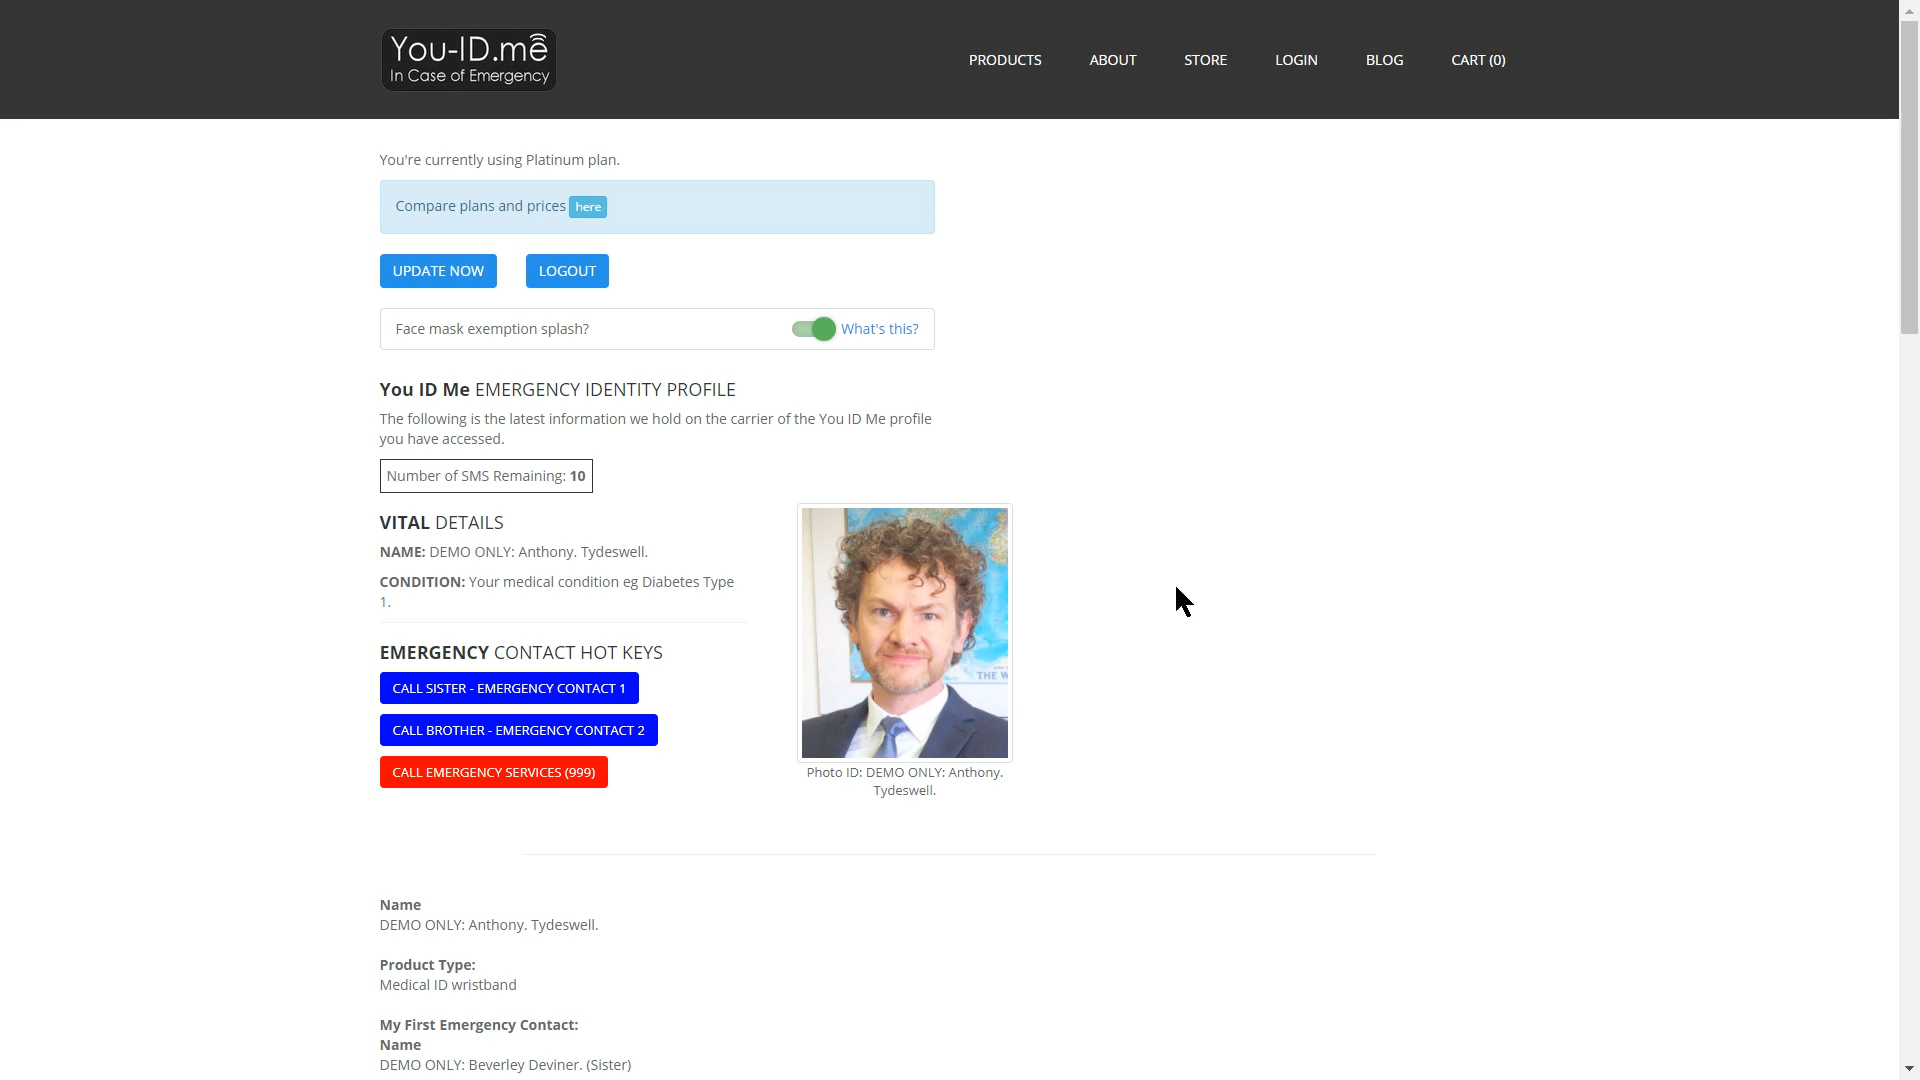 You-ID.me
In Case of Emergency
PRODUCTS
ABOUT
STORE
LOGIN
BLOG
CART (0)
You're currently using Platinum plan.
Compare plans and prices here
UPDATE NOW
LOGOUT
Face mask exemption splash?
What's this?
You ID Me EMERGENCY IDENTITY PROFILE
The following is the latest information we hold on the carrier of the You ID Me profile
you have accessed.
Number of SMS Remaining: 10
VITAL DETAILS
NAME: DEMO ONLY: Anthony. Tydeswell.
CONDITION: Your medical condition eg Diabetes Type
1.
EMERGENCY CONTACT HOT KEYS
CALL SISTER - EMERGENCY CONTACT 1
CALL BROTHER - EMERGENCY CONTACT 2
CALL EMERGENCY SERVICES (999)
THE W
Photo ID: DEMO ONLY: Anthony.
Tydeswell.
Name
DEMO ONLY: Anthony. Tydeswell.
Product Type:
Medical ID wristband
My First Emergency Contact:
Name
DEMO ONLY: Beverley Deviner. (Sister)